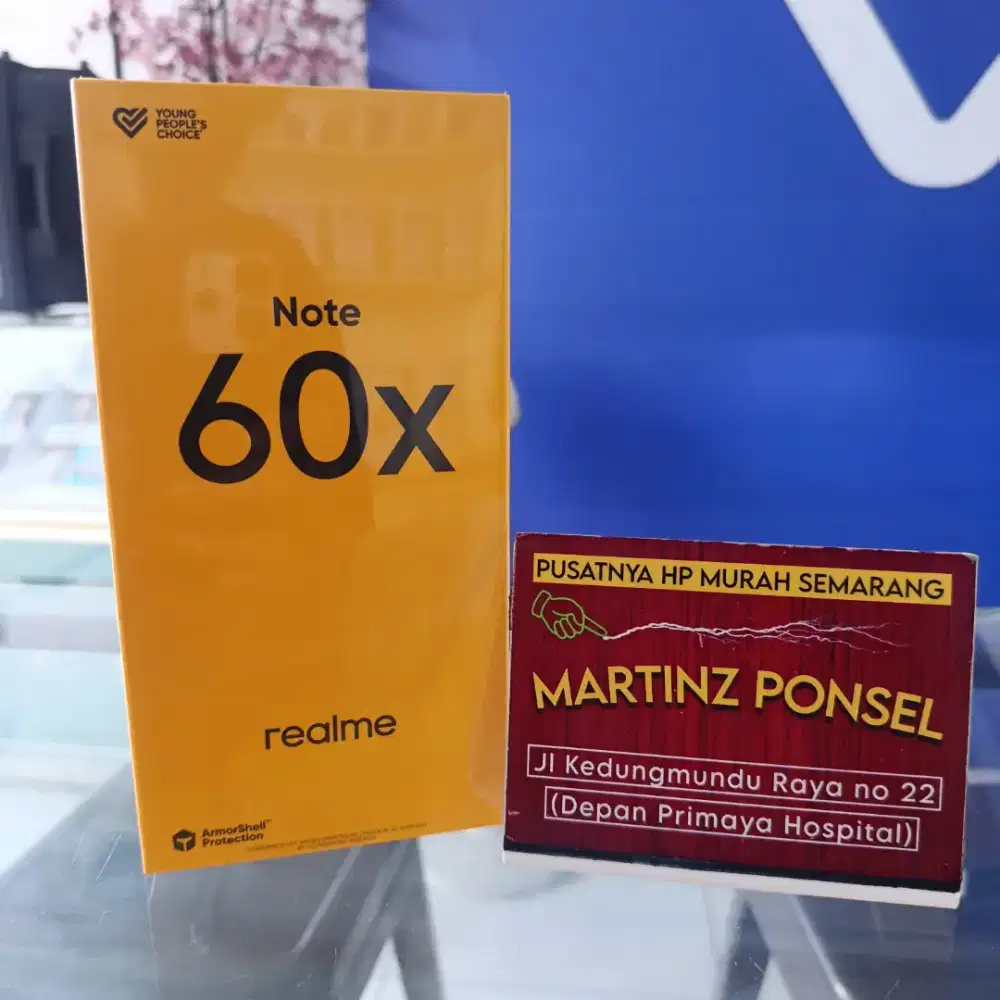 YOUNG
PEOPLE'S
CHOICE
Note
60x
realme
ArmorShell™
Protection
PUSATNYA HP MURAH SEMARANG
MARTINZ PONSEL
Jl Kedungmundu Raya no 22
(Depan Primaya Hospital)